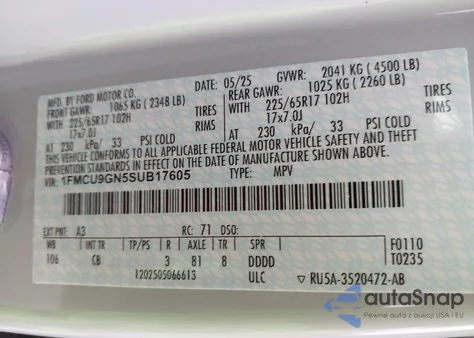 MFD. BY FORD MOTOR CO.
DATE: 05/25 GVWR: 2041 KG ( 4500 LB)
FRONT GAWR: 1065 KG ( 2348 LB) REAR GAWR: 1025 KG ( 2260 LB)
WITH 225/65R17 102H TIRES WITH 225/65R17 102H TIRES
17x7.0J RIMS 17x7.0J RIMS
AT 230 kPa/ 33 PSI COLD AT 230 kPa/ 33 PSI COLD
THIS VEHICLE CONFORMS TO ALL APPLICABLE FEDERAL MOTOR VEHICLE SAFETY AND THEFT
PREVENTION STANDARDS IN EFFECT ON THE DATE OF MANUFACTURE SHOWN ABOVE.
VIN: 1FMCU9GN5SUB17605 TYPE: MPV
EXT PNT: A3 RC: 71 DSO:
WB INT TR TP/PS R AXLE TR SPR F0110
106 CB 3 81 8 DDDD T0235
120250506613 ULC ▽ RU5A-3520472-AB
autoSnap
Pewne auta z USA i EU